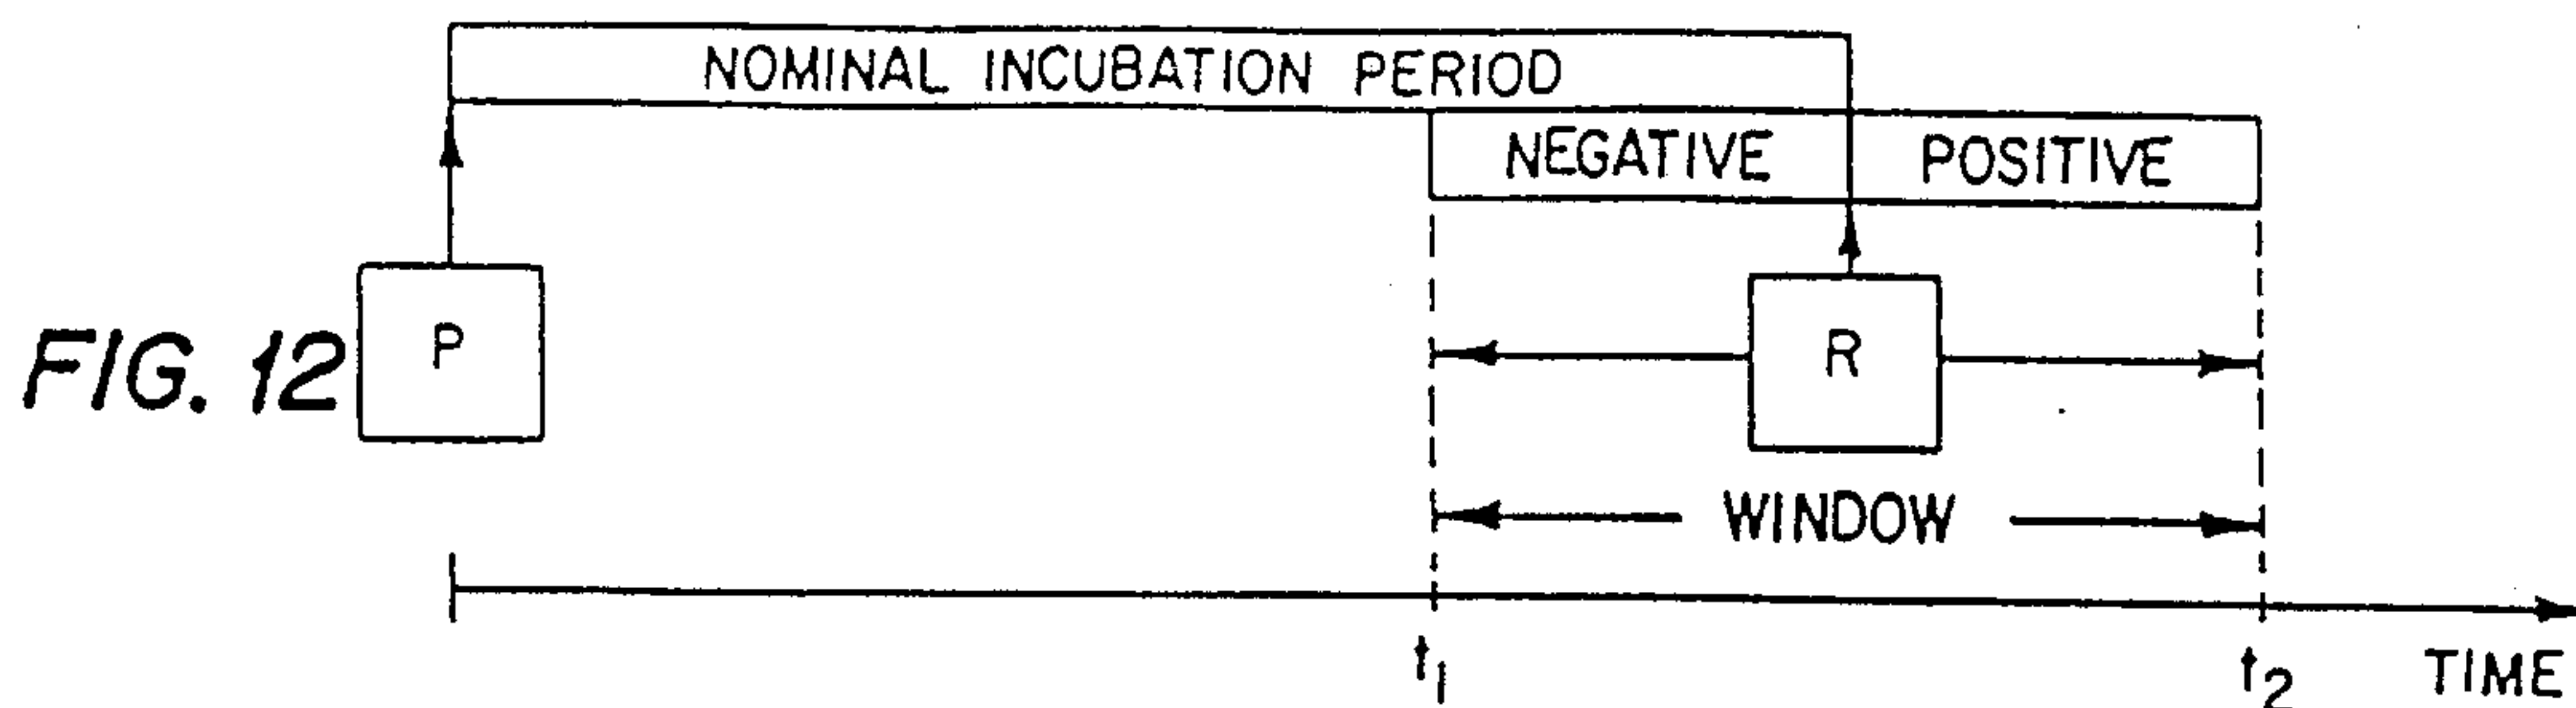 NOMINAL INCUBATION PERIOD
NEGATIVE POSITIVE
FIG. 12 P R
WINDOW
t1 t2 TIME